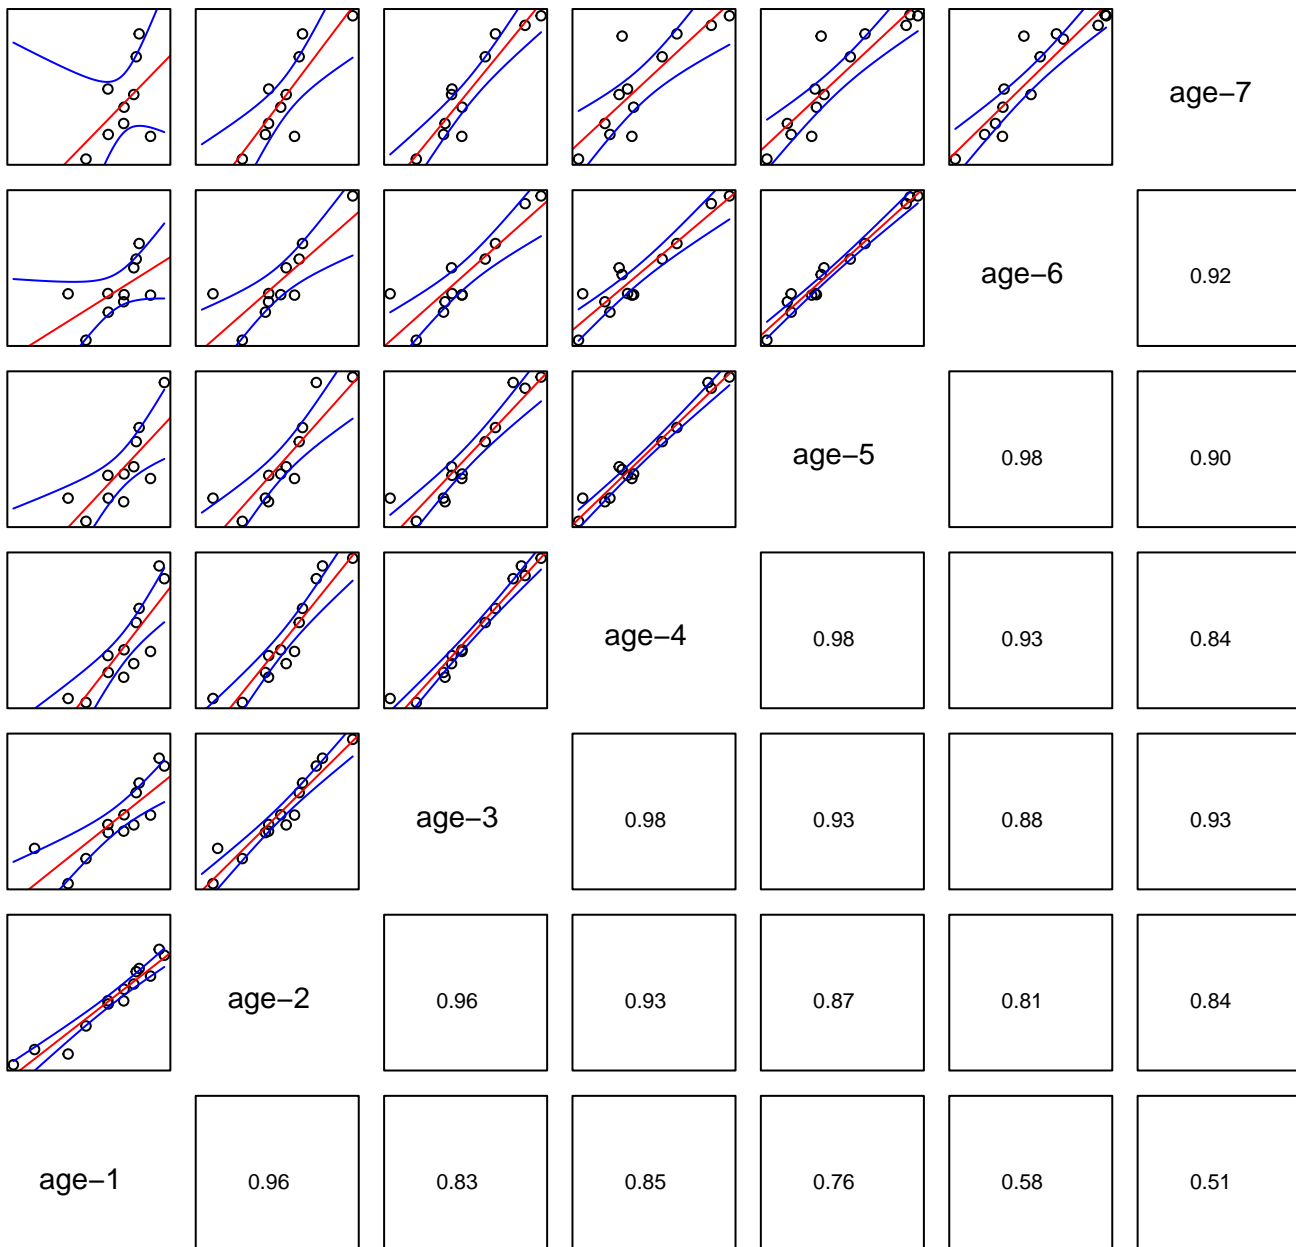 age−7
age−6 0.92
age−5 0.98 0.90
age−4 0.98 0.93 0.84
age−3 0.98 0.93 0.88 0.93
age−2 0.96 0.93 0.87 0.81 0.84
age−1 0.96 0.83 0.85 0.76 0.58 0.51